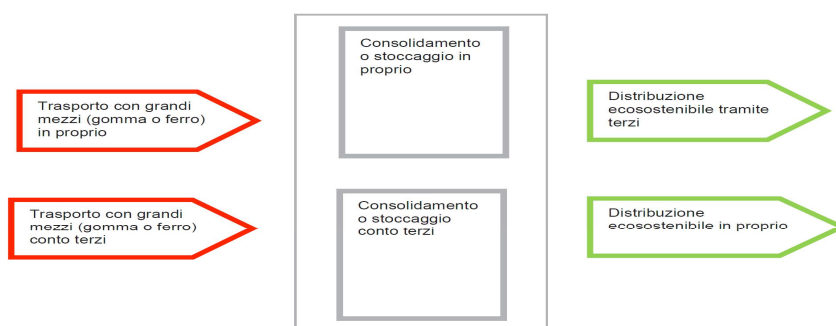 Trasporto con grandi
mezzi (gomma o ferro)
in proprio
Trasporto con grandi
mezzi (gomma o ferro)
conto terzi
Consolidamento
o stoccaggio in
proprio
Consolidamento
o stoccaggio
conto terzi
Distribuzione
ecosostenibile tramite
terzi
Distribuzione
ecosostenibile in proprio